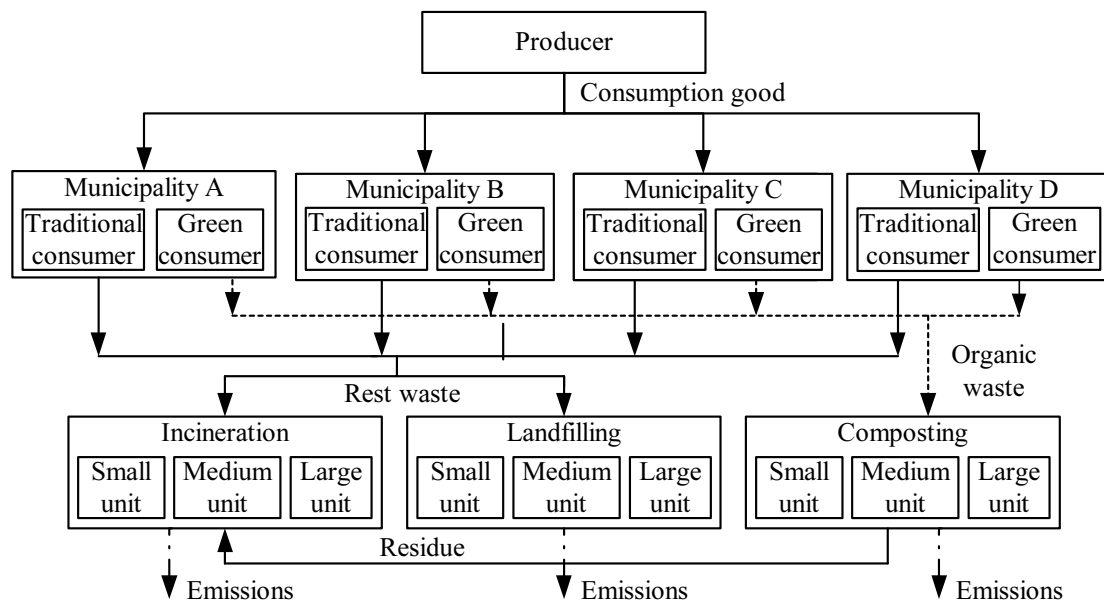 Producer
Consumption good
Municipality A
Traditional
consumer
Green
consumer
Municipality B
Traditional
consumer
Green
consumer
Municipality C
Traditional
consumer
Green
consumer
Municipality D
Traditional
consumer
Green
consumer
Organic
waste
Rest waste
Incineration
Small
unit
Medium
unit
Large
unit
Landfilling
Small
unit
Medium
unit
Large
unit
Composting
Small
unit
Medium
unit
Large
unit
Residue
Emissions
Emissions
Emissions